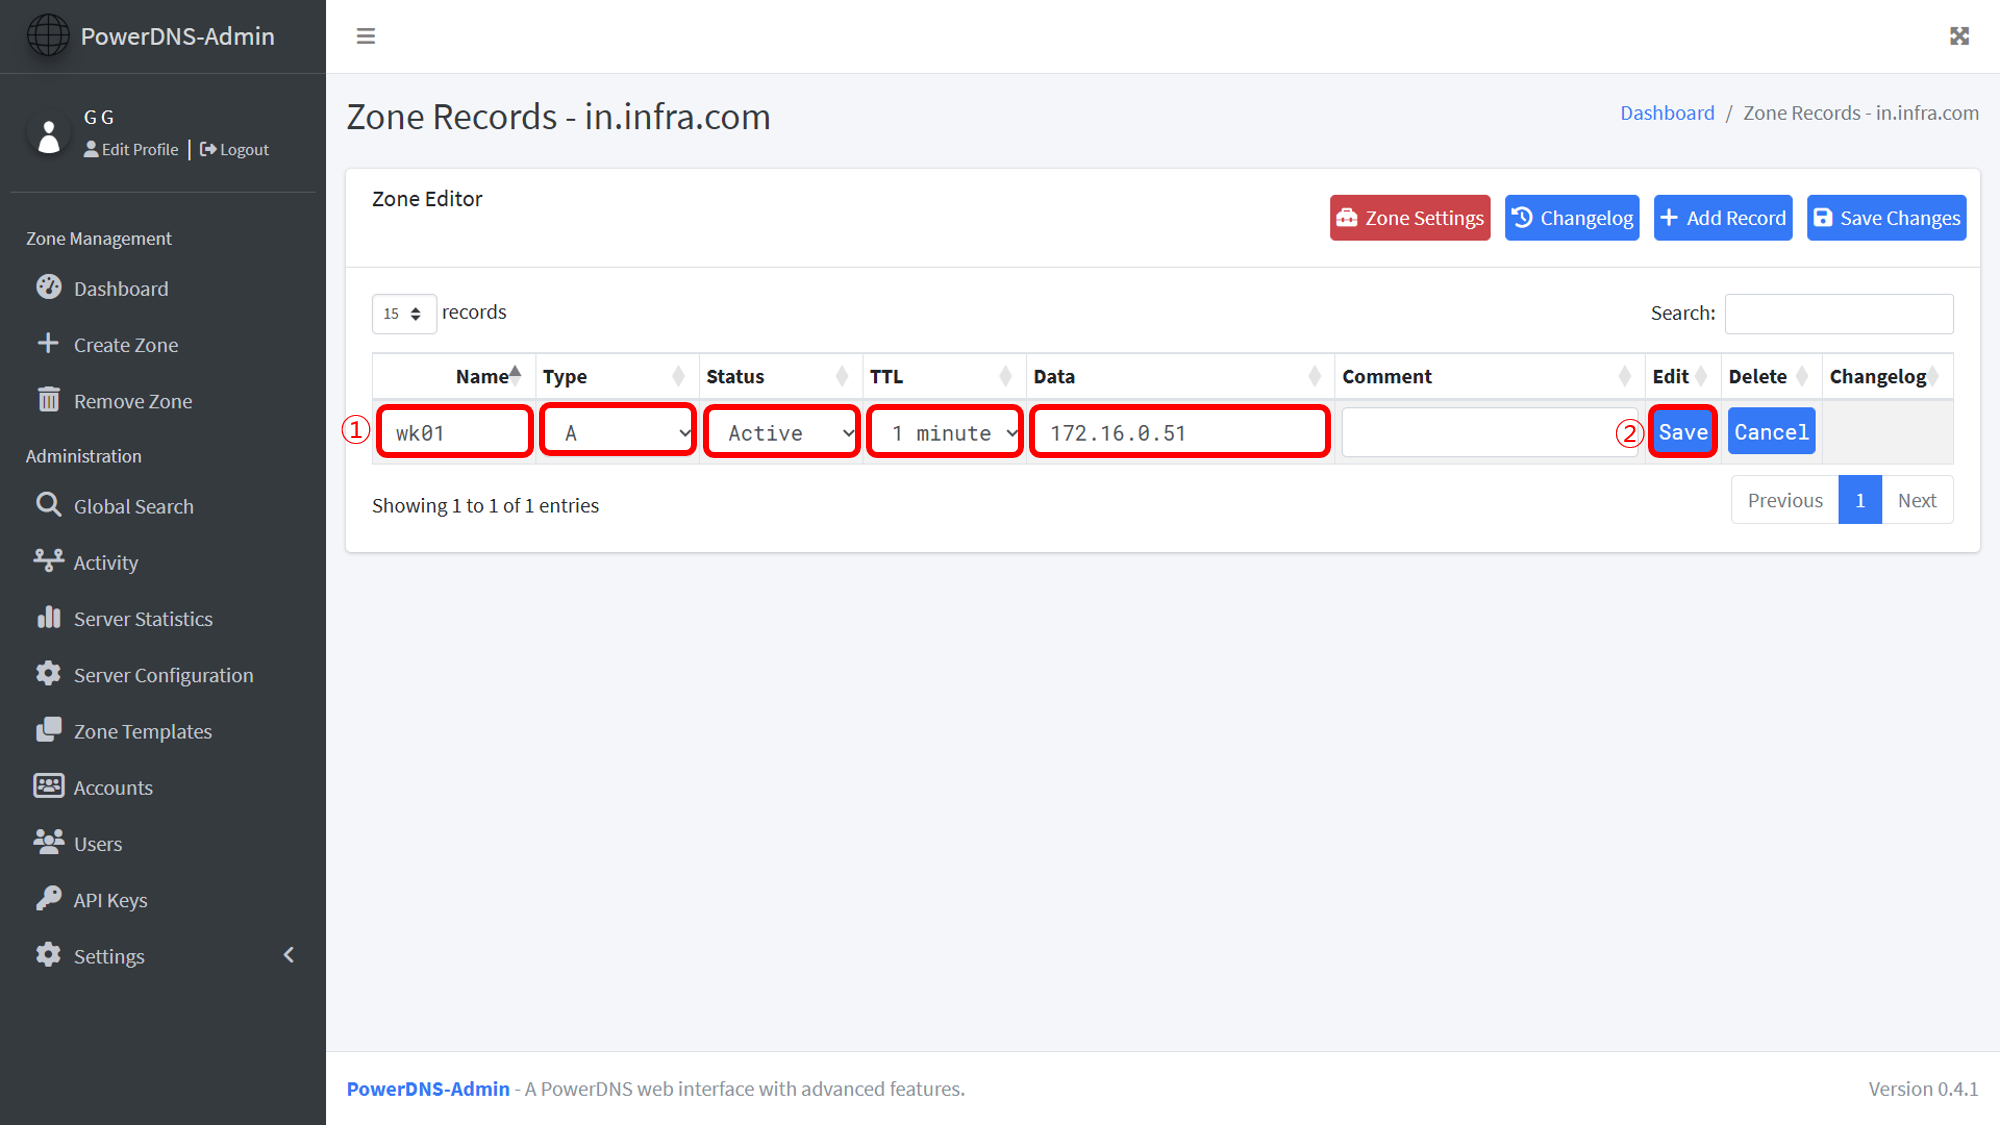 PowerDNS-Admin
G G
Edit Profile | Logout
Zone Management
Dashboard
Create Zone
Remove Zone
Administration
Global Search
Activity
Server Statistics
Server Configuration
Zone Templates
Accounts
Users
API Keys
Settings
Zone Records - in.infra.com
Dashboard / Zone Records - in.infra.com
Zone Editor
Zone Settings Changelog Add Record Save Changes
15 records Search:
Name Type Status TTL Data Comment Edit Delete Changelog
① wk01 A Active 1 minute 172.16.0.51 ② Save Cancel
Showing 1 to 1 of 1 entries
Previous 1 Next
PowerDNS-Admin - A PowerDNS web interface with advanced features.
Version 0.4.1